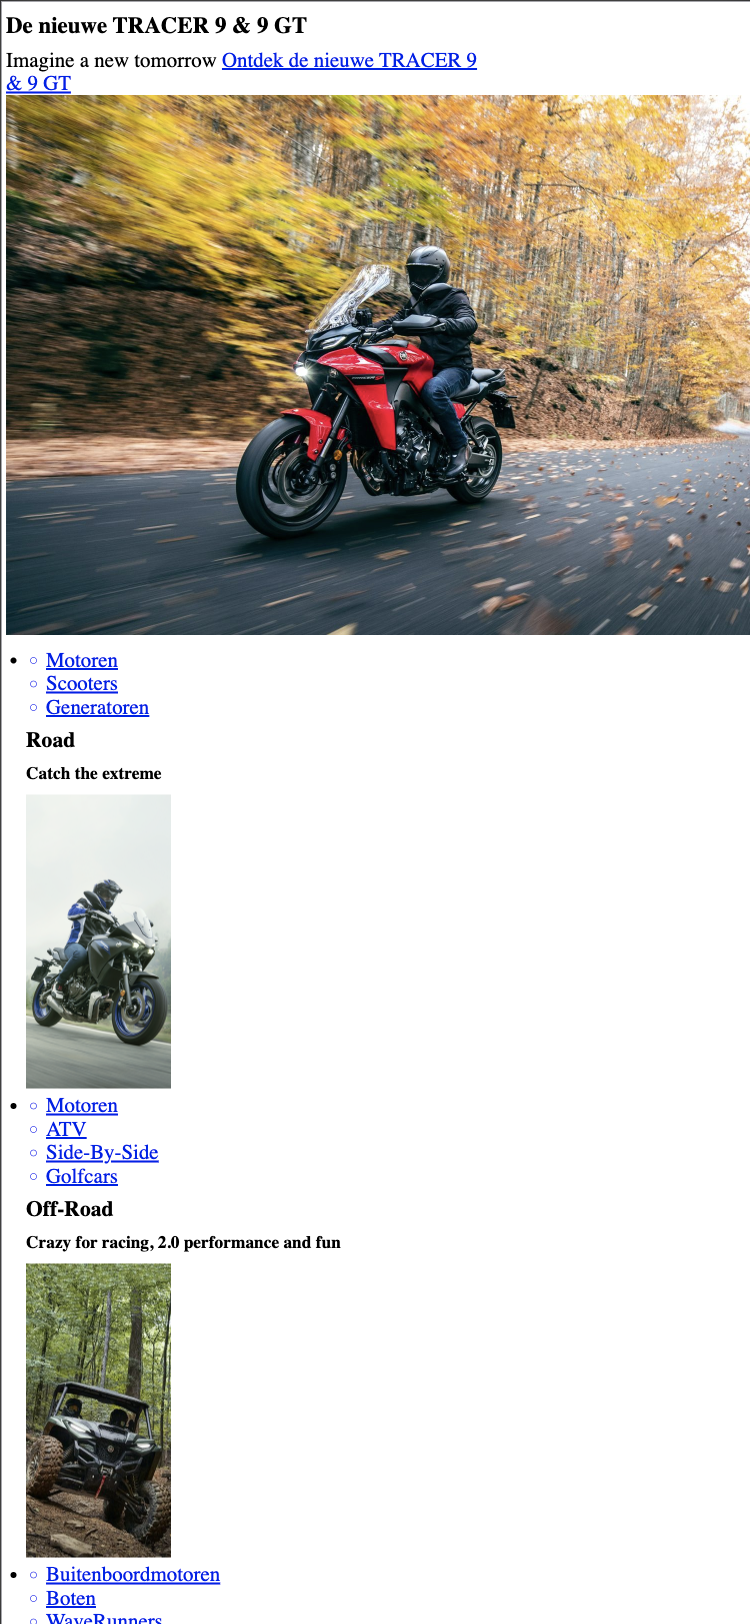 De nieuwe TRACER 9 & 9 GT
Imagine a new tomorrow Ontdek de nieuwe TRACER 9
& 9 GT
Motoren
Scooters
Generatoren
Road
Catch the extreme
Motoren
ATV
Side-By-Side
Golfcars
Off-Road
Crazy for racing, 2.0 performance and fun
Buitenboordmotoren
Boten
WaveRunners